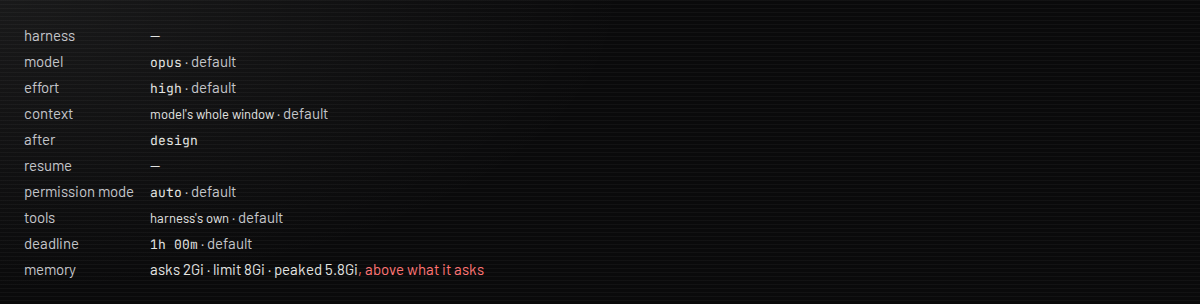 harness —
model opus · default
effort high · default
context model's whole window · default
after design
resume —
permission mode auto · default
tools harness's own · default
deadline 1h 00m · default
memory asks 2Gi · limit 8Gi · peaked 5.8Gi, above what it asks